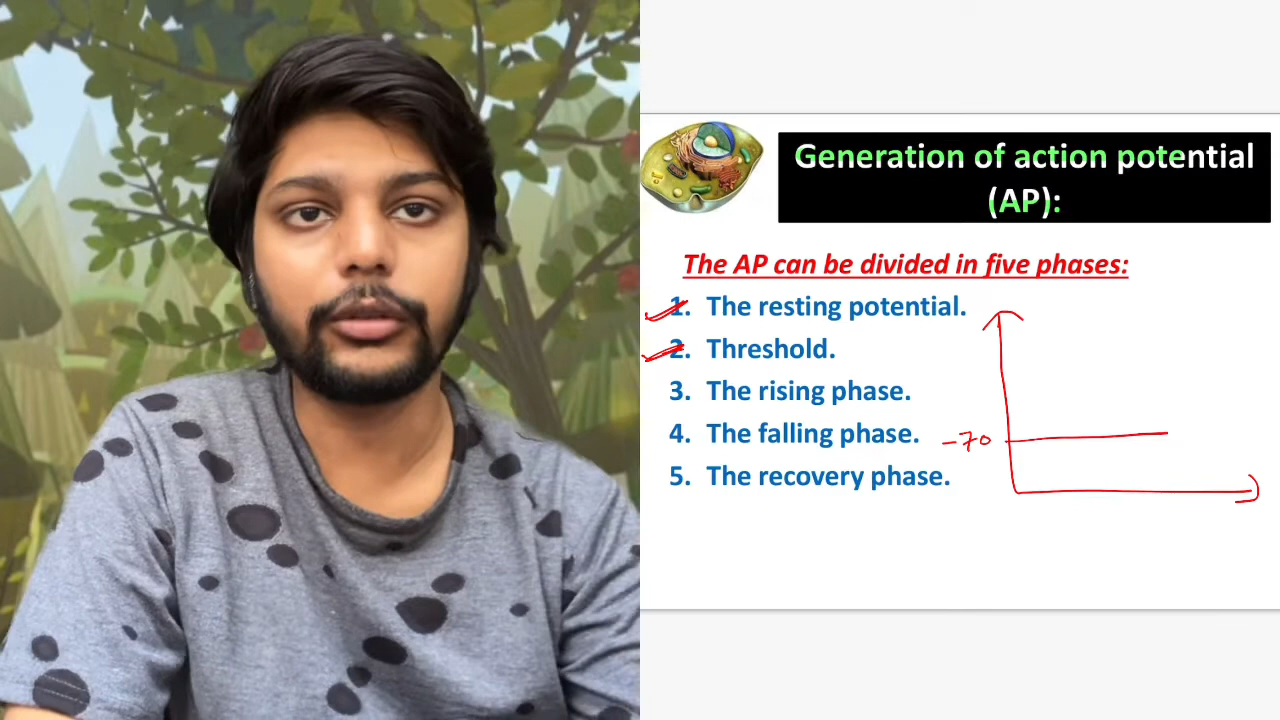 Generation of action potential
(AP):
The AP can be divided in five phases:
1. The resting potential.
2. Threshold.
3. The rising phase.
4. The falling phase.
5. The recovery phase.
-70